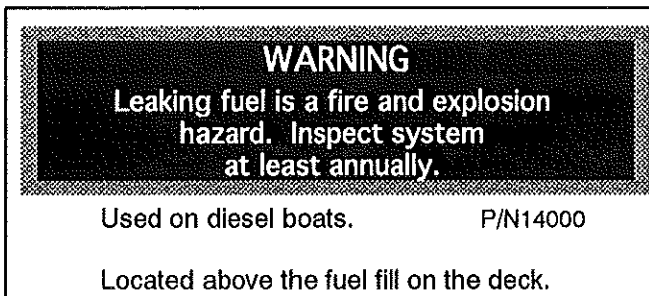 WARNING
Leaking fuel is a fire and explosion
hazard. Inspect system
at least annually.
Used on diesel boats. P/N14000
Located above the fuel fill on the deck.